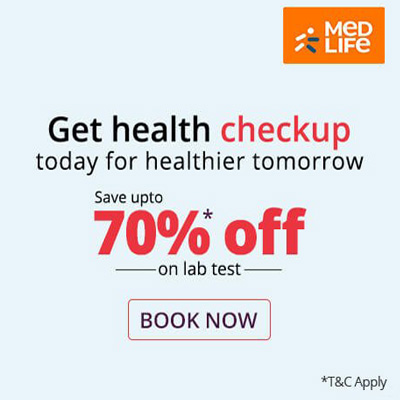 MeD
LiFe
Get health checkup
today for healthier tomorrow
Save upto
70%* off
on lab test
BOOK NOW
*T&C Apply